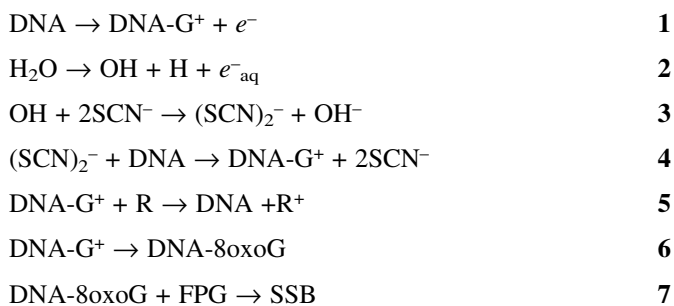 DNA → DNA-G⁺ + e⁻ 1
H₂O → OH + H + e⁻aq 2
OH + 2SCN⁻ → (SCN)₂⁻ + OH⁻ 3
(SCN)₂⁻ + DNA → DNA-G⁺ + 2SCN⁻ 4
DNA-G⁺ + R → DNA +R⁺ 5
DNA-G⁺ → DNA-8oxoG 6
DNA-8oxoG + FPG → SSB 7